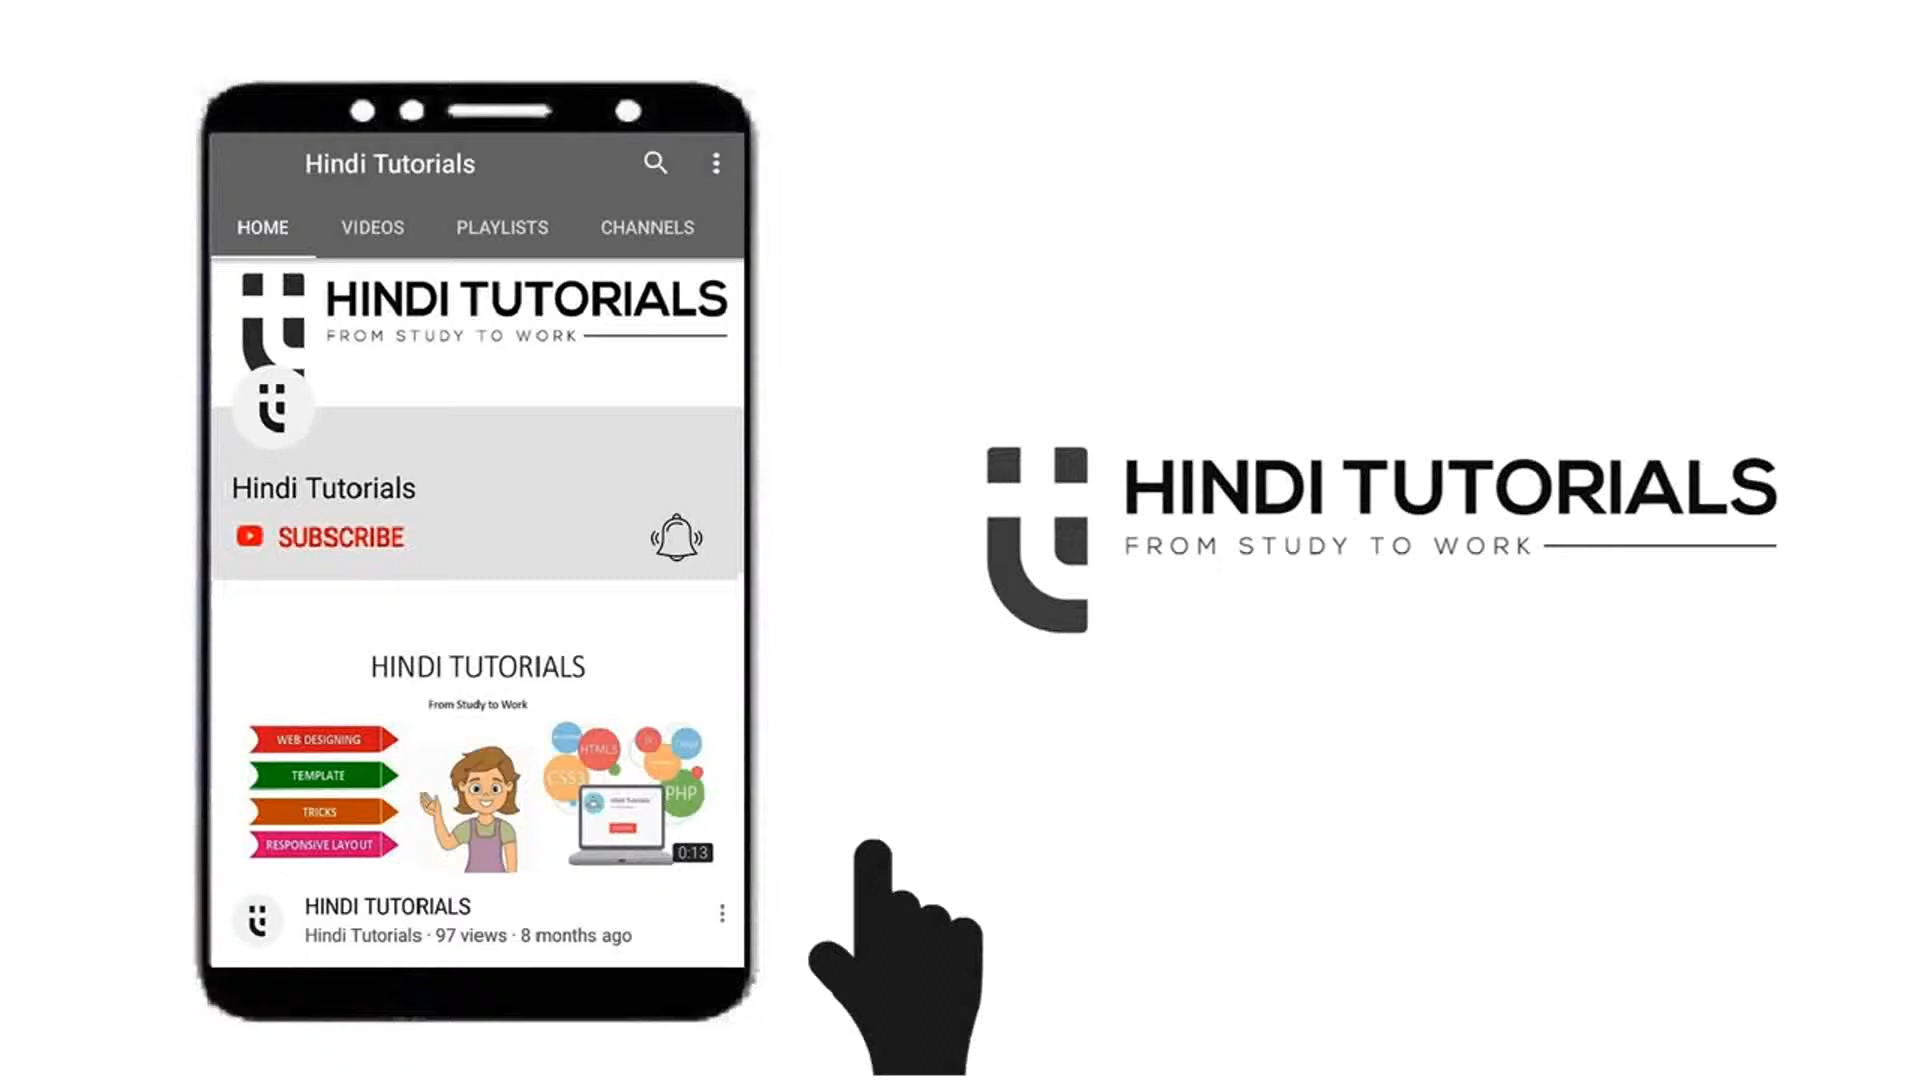 Hindi Tutorials
HOME VIDEOS PLAYLISTS CHANNELS
HINDI TUTORIALS
FROM STUDY TO WORK
Hindi Tutorials
SUBSCRIBE
HINDI TUTORIALS
From Study to Work
WEB DESIGNING
TEMPLATE
TRICKS
RESPONSIVE LAYOUT
HTML5
CSS3
PHP
0:13
HINDI TUTORIALS
Hindi Tutorials · 97 views · 8 months ago
HINDI TUTORIALS
FROM STUDY TO WORK